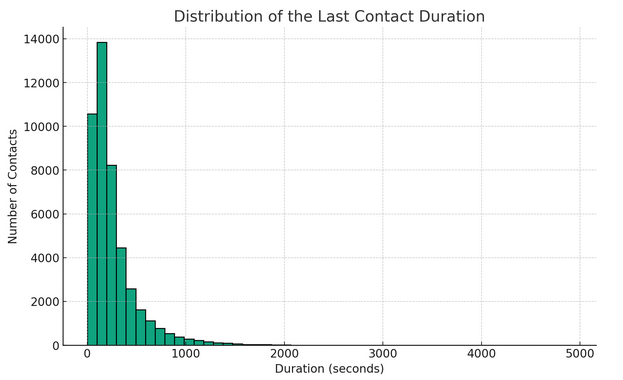 Distribution of the Last Contact Duration
14000
12000
10000
8000
6000
4000
2000
0
Number of Contacts
0 1000 2000 3000 4000 5000
Duration (seconds)